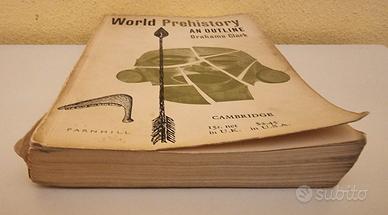 World Prehistory
AN OUTLINE
Grahame Clark
CAMBRIDGE
15s. net $2.45
in U.K. in U.S.A.
FARNHILL
subito